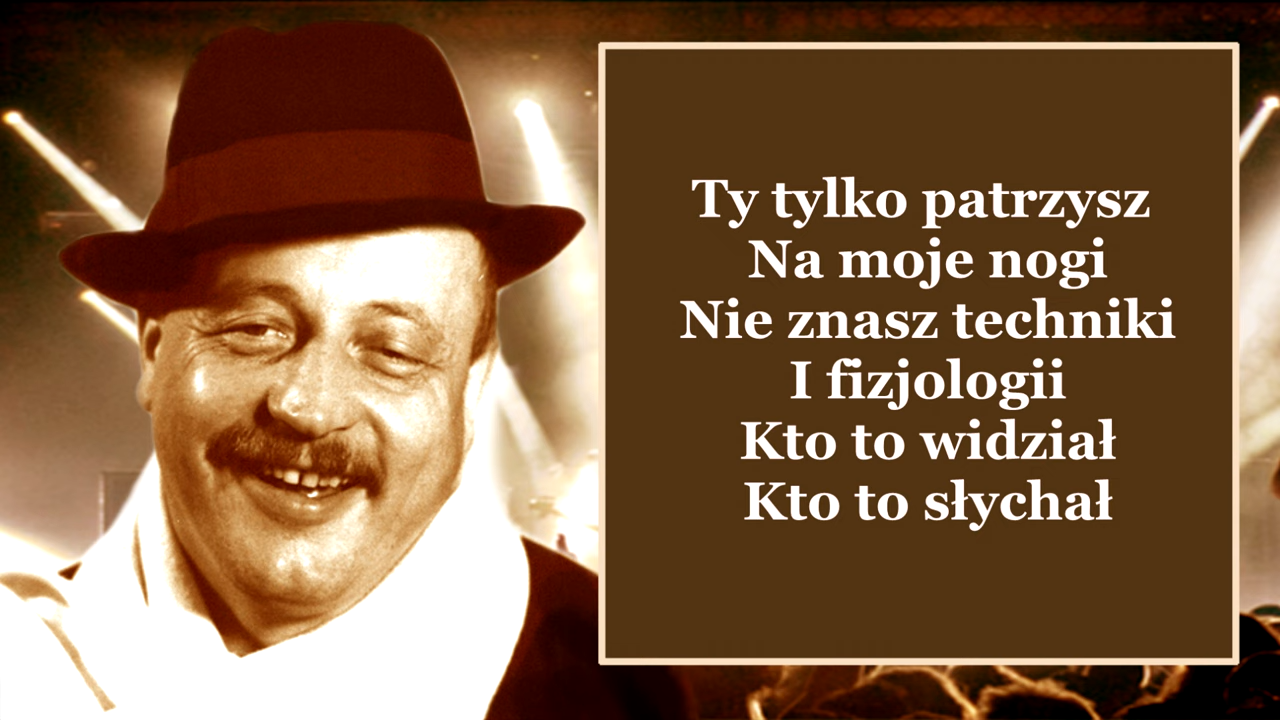 Ty tylko patrzysz
Na moje nogi
Nie znasz techniki
I fizjologii
Kto to widział
Kto to słychał